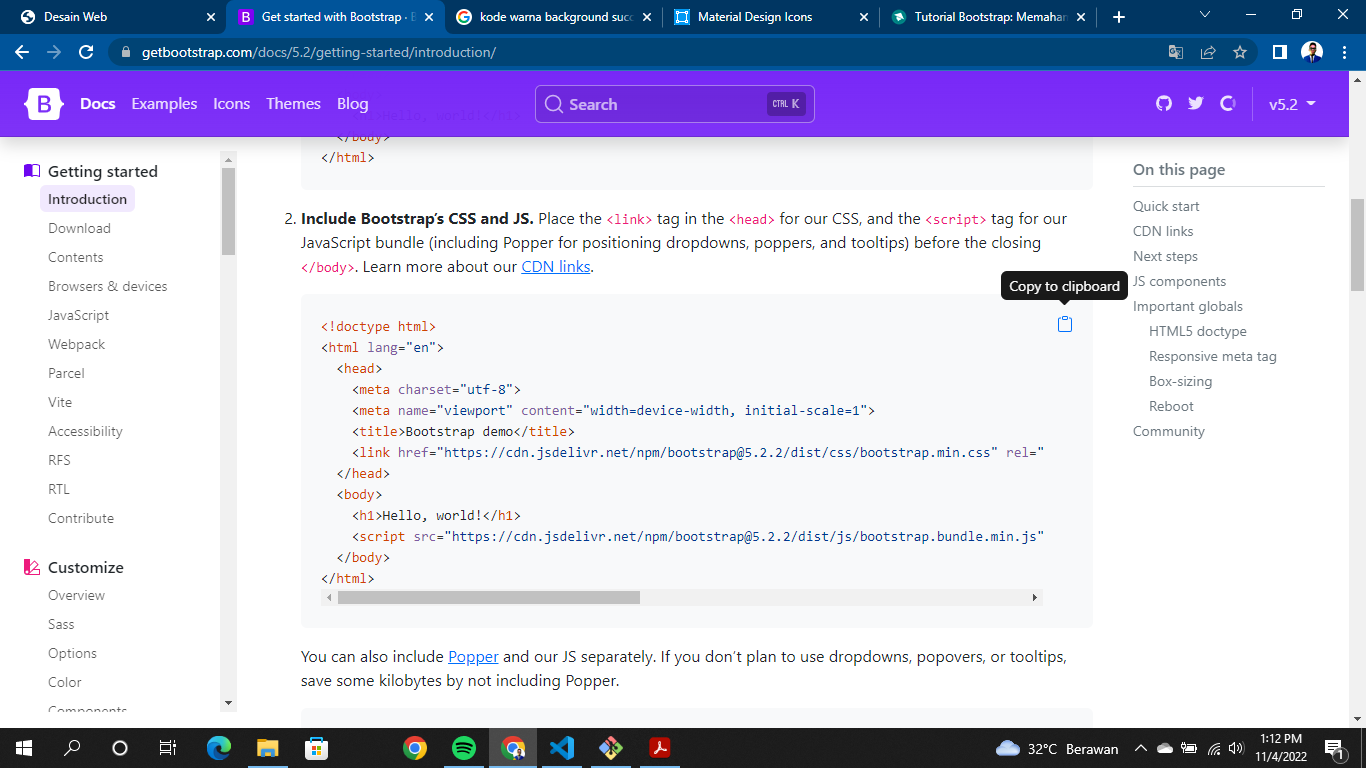 Desain Web
Get started with Bootstrap · B
kode warna background succ
Material Design Icons
Tutorial Bootstrap: Memahan
getbootstrap.com/docs/5.2/getting-started/introduction/
B
Docs
Examples
Icons
Themes
Blog
Search
CTRL K
v5.2
Getting started
Introduction
Download
Contents
Browsers & devices
JavaScript
Webpack
Parcel
Vite
Accessibility
RFS
RTL
Contribute
Customize
Overview
Sass
Options
Color
Components
<h1>Hello, world!</h1>
</body>
</html>
2. Include Bootstrap's CSS and JS. Place the <link> tag in the <head> for our CSS, and the <script> tag for our
JavaScript bundle (including Popper for positioning dropdowns, poppers, and tooltips) before the closing
</body>. Learn more about our CDN links.
Copy to clipboard
<!doctype html>
<html lang="en">
<head>
<meta charset="utf-8">
<meta name="viewport" content="width=device-width, initial-scale=1">
<title>Bootstrap demo</title>
<link href="https://cdn.jsdelivr.net/npm/bootstrap@5.2.2/dist/css/bootstrap.min.css" rel="
</head>
<body>
<h1>Hello, world!</h1>
<script src="https://cdn.jsdelivr.net/npm/bootstrap@5.2.2/dist/js/bootstrap.bundle.min.js"
</body>
</html>
You can also include Popper and our JS separately. If you don't plan to use dropdowns, popovers, or tooltips,
save some kilobytes by not including Popper.
On this page
Quick start
CDN links
Next steps
JS components
Important globals
HTML5 doctype
Responsive meta tag
Box-sizing
Reboot
Community
32°C Berawan
1:12 PM
11/4/2022
1